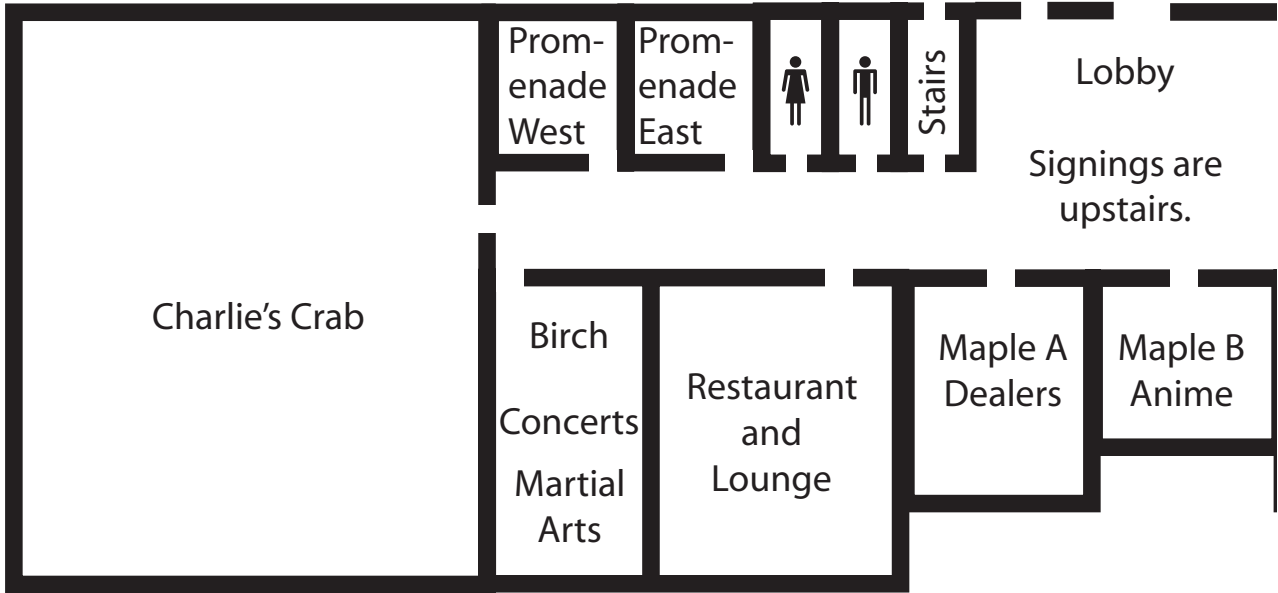 Prom-
enade
West
Prom-
enade
East
Stairs
Lobby
Signings are
upstairs.
Charlie's Crab
Birch
Concerts
Martial
Arts
Restaurant
and
Lounge
Maple A
Dealers
Maple B
Anime